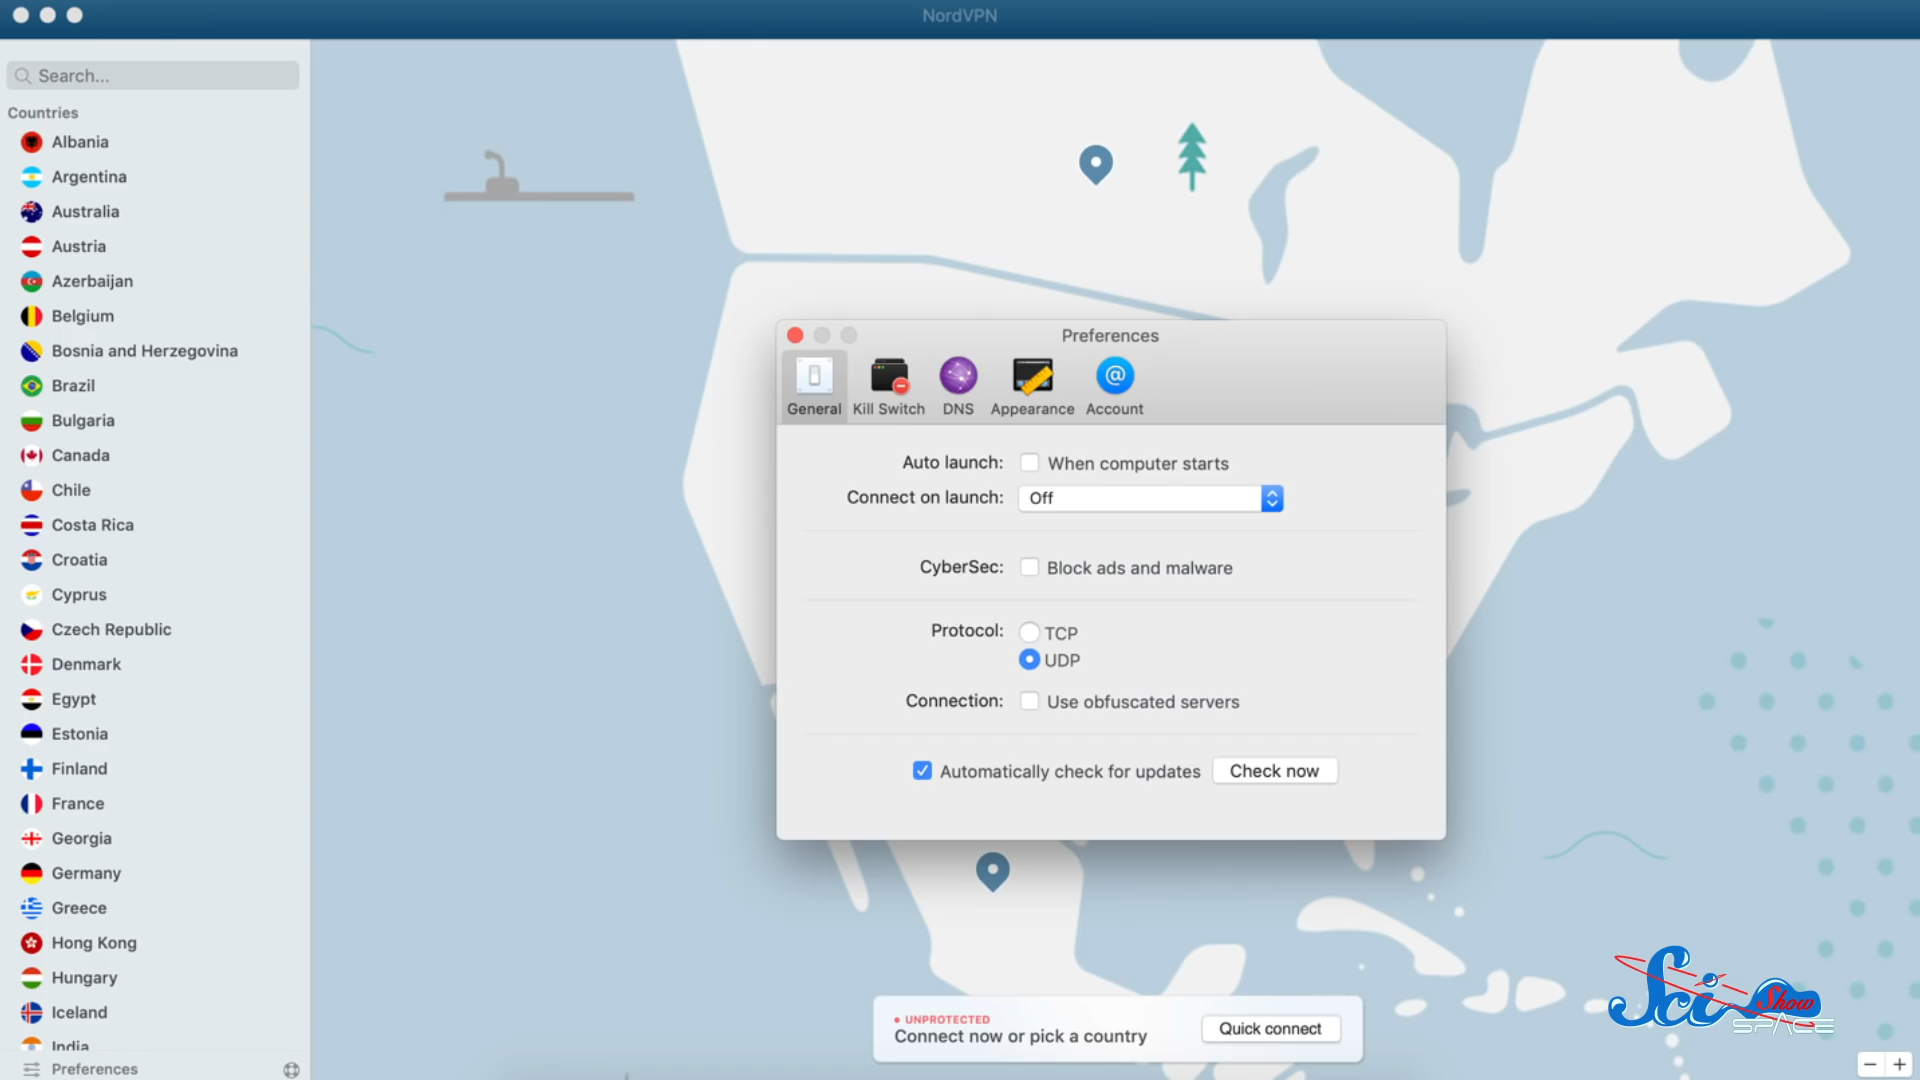 NordVPN
Search...
Countries
Albania
Argentina
Australia
Austria
Azerbaijan
Belgium
Bosnia and Herzegovina
Brazil
Bulgaria
Canada
Chile
Costa Rica
Croatia
Cyprus
Czech Republic
Denmark
Egypt
Estonia
Finland
France
Georgia
Germany
Greece
Hong Kong
Hungary
Iceland
India
Preferences
Preferences
General
Kill Switch
DNS
Appearance
Account
Auto launch: When computer starts
Connect on launch: Off
CyberSec: Block ads and malware
Protocol: TCP
UDP
Connection: Use obfuscated servers
Automatically check for updates Check now
UNPROTECTED
Connect now or pick a country
Quick connect
Sci Show
SPACE